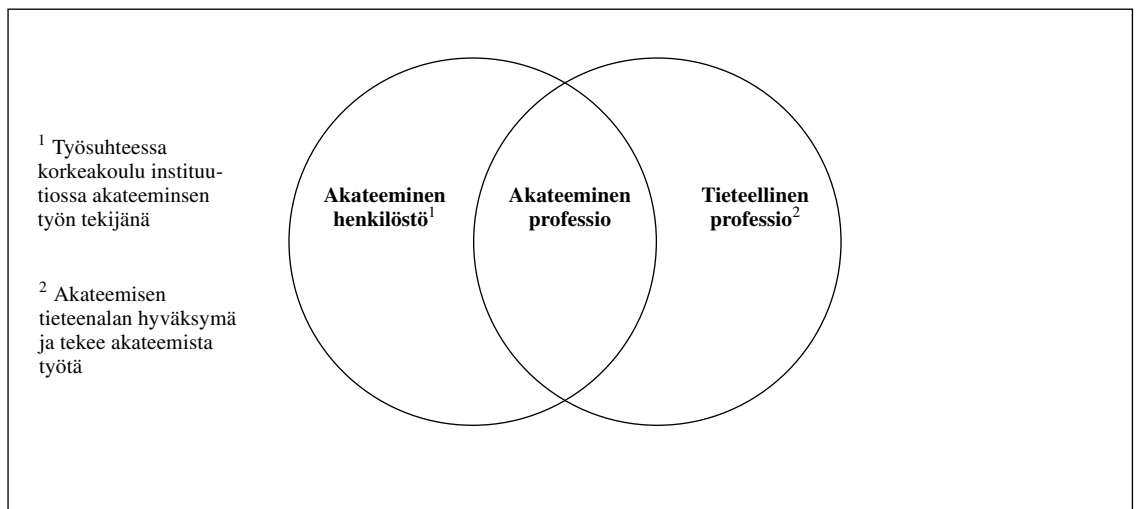 ¹ Työsuhteessa
korkeakoulu instituu-
tiossa akateeminsen
työn tekijänä
² Akateemisen
tieteenalan hyväksymä
ja tekee akateemista
työtä
Akateeminen
henkilöstö¹
Akateeminen
professio
Tieteellinen
professio²